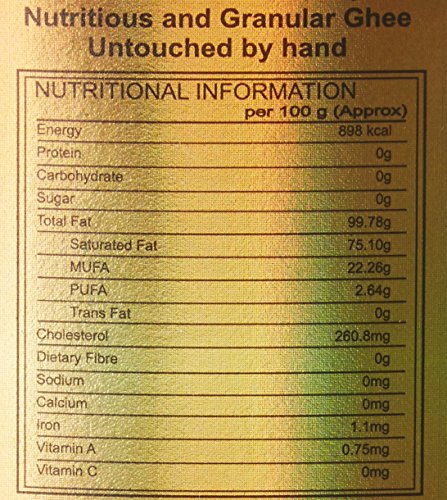 Nutritious and Granular Ghee
Untouched by hand
NUTRITIONAL INFORMATION
per 100 g (Approx)
Energy 898 kcal
Protein 0g
Carbohydrate 0g
Sugar 0g
Total Fat 99.78g
Saturated Fat 75.10g
MUFA 22.26g
PUFA 2.64g
Trans Fat 0g
Cholesterol 260.8mg
Dietary Fibre 0g
Sodium 0mg
Calcium 0mg
Iron 1.1mg
Vitamin A 0.75mg
Vitamin C 0mg